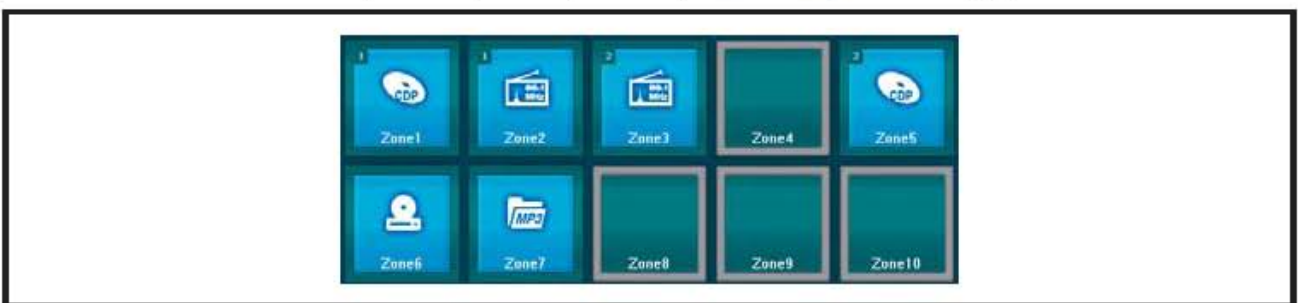 1 1 2 2
CDP CDP
Zone1 Zone2 Zone3 Zone4 Zone5
MP3
Zone6 Zone7 Zone8 Zone9 Zone10